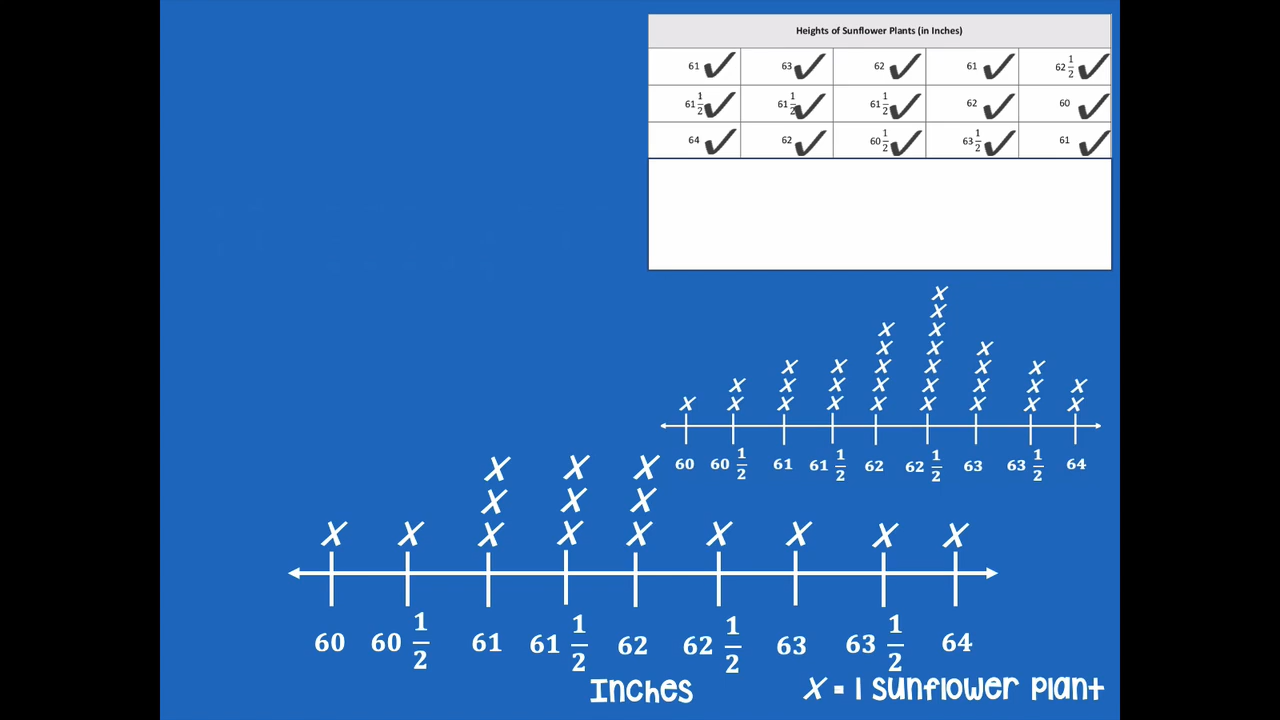 Heights of Sunflower Plants (in Inches)
61 63 62 61 62 1/2
61 1/2 61 1/2 61 1/2 62 60
64 62 60 1/2 63 1/2 61
X
X
X X
X X X
X X X X X X
X X X X X X X X
X X X X X X X X X
60 60 1/2 61 61 1/2 62 62 1/2 63 63 1/2 64
X X X
X X X
X X X X X X X X X
60 60 1/2 61 61 1/2 62 62 1/2 63 63 1/2 64
Inches
X = 1 sunflower plant